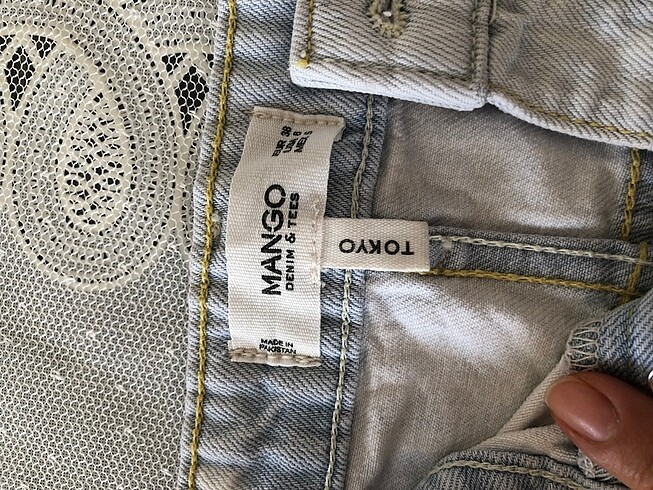 MANGO
DENIM & TEES
MADE IN
PAKISTAN
TOKYO